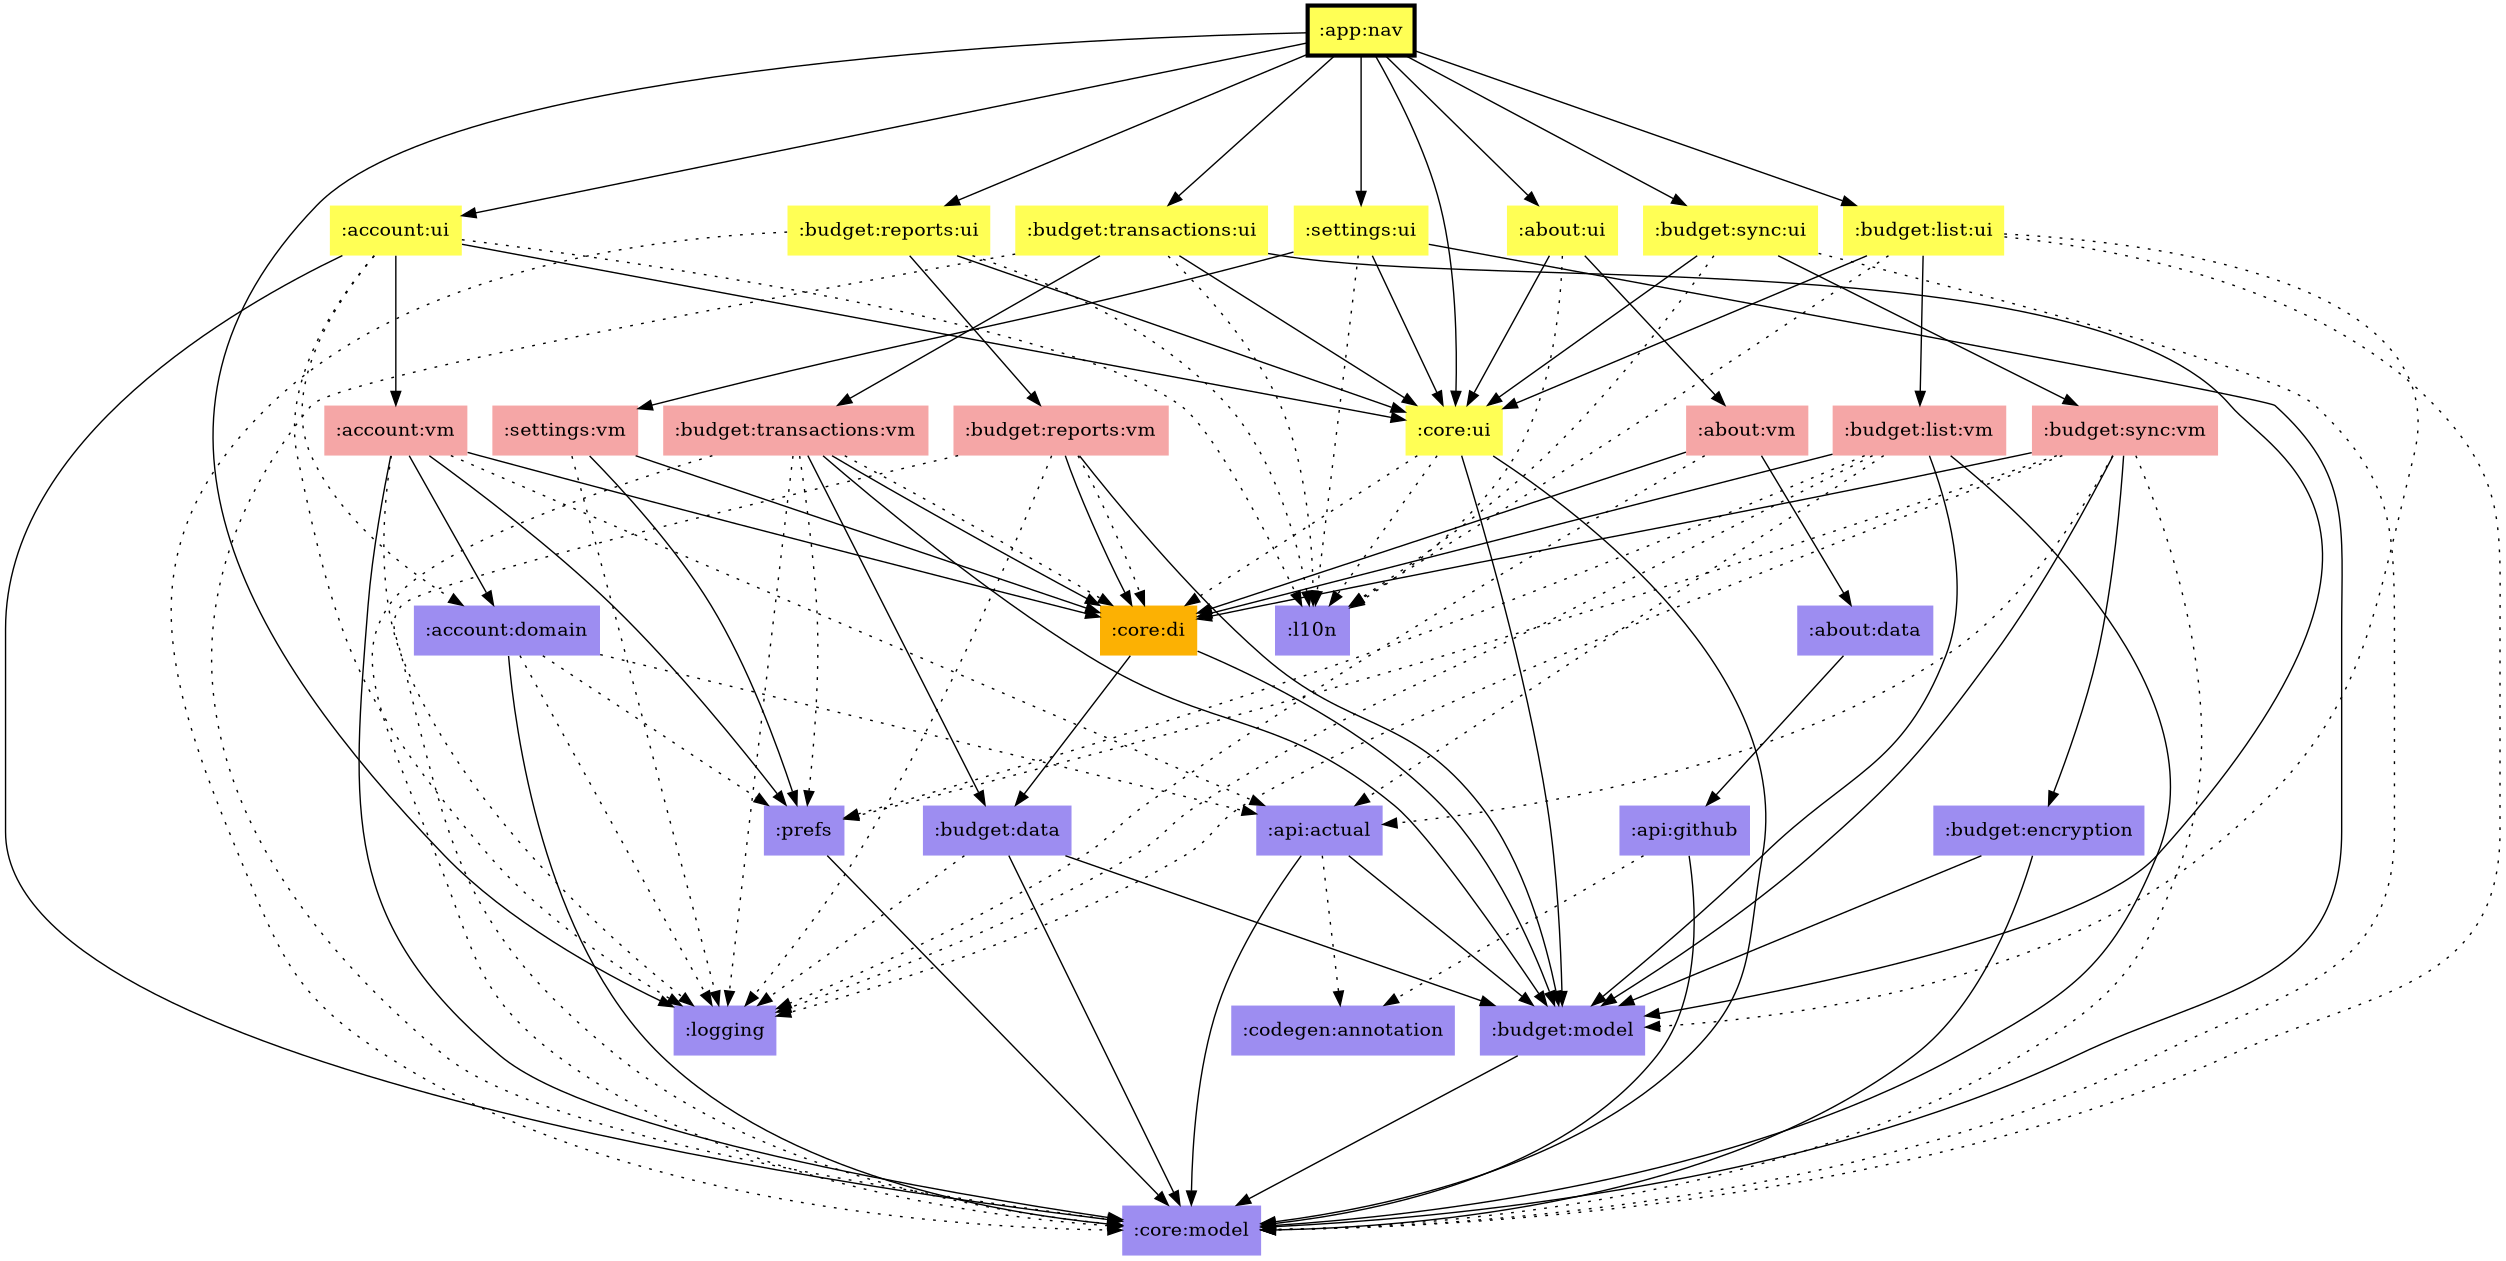 :app:nav
:account:ui
:budget:reports:ui
:budget:transactions:ui
:settings:ui
:about:ui
:budget:sync:ui
:budget:list:ui
:account:vm
:settings:vm
:budget:transactions:vm
:budget:reports:vm
:core:ui
:about:vm
:budget:list:vm
:budget:sync:vm
:account:domain
:core:di
:l10n
:about:data
:prefs
:budget:data
:api:actual
:api:github
:budget:encryption
:logging
:codegen:annotation
:budget:model
:core:model